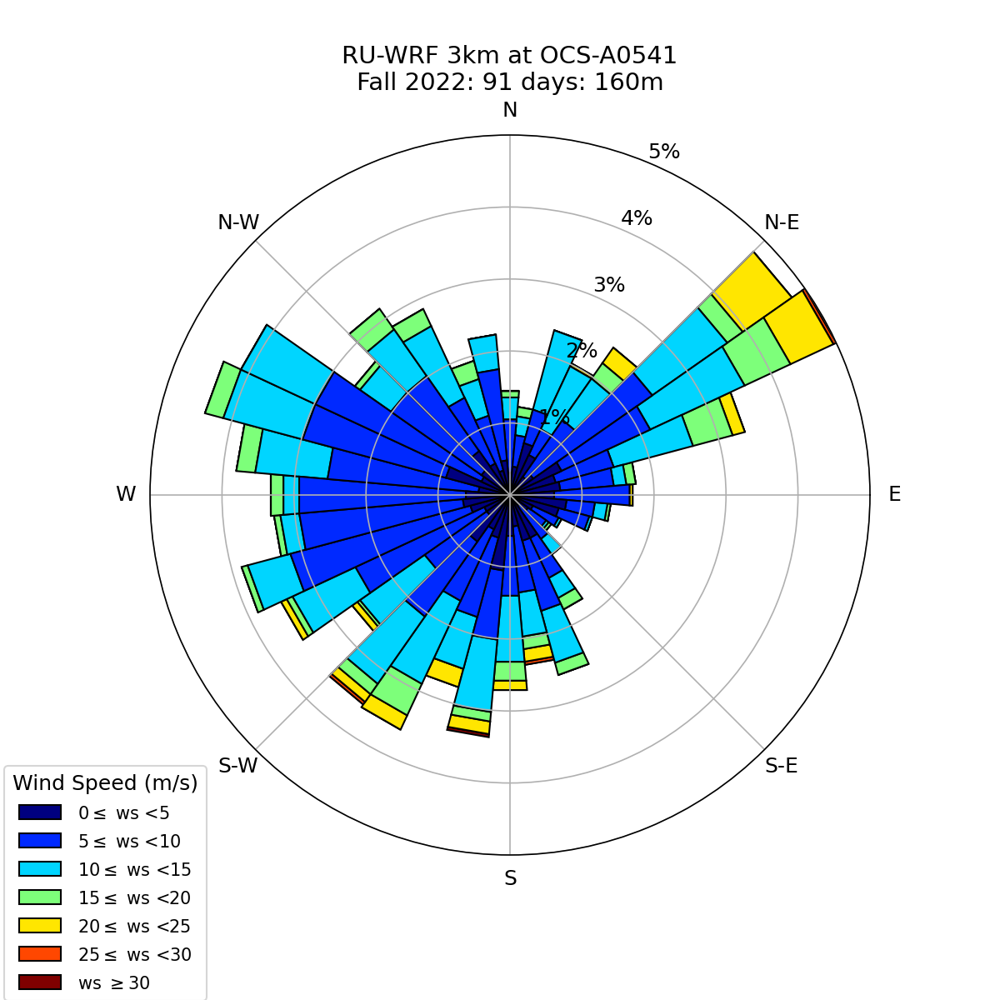 RU-WRF 3km at OCS-A0541
Fall 2022: 91 days: 160m
N
5%
N-W
4%
N-E
3%
2%
1%
W
E
S-W
S-E
S
Wind Speed (m/s)
0 ≤ ws <5
5 ≤ ws <10
10 ≤ ws <15
15 ≤ ws <20
20 ≤ ws <25
25 ≤ ws <30
ws ≥ 30